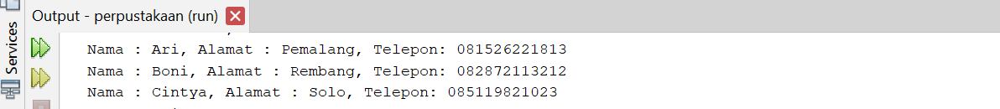 Output - perpustakaan (run)
Services
Nama : Ari, Alamat : Pemalang, Telepon: 081526221813
Nama : Boni, Alamat : Rembang, Telepon: 082872113212
Nama : Cintya, Alamat : Solo, Telepon: 085119821023